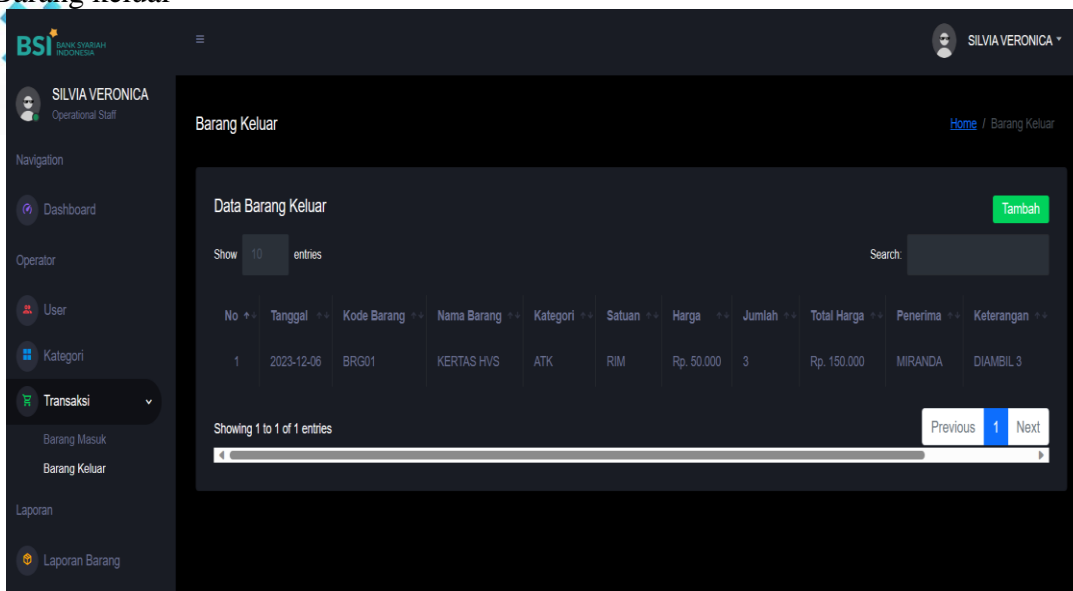 Barang keluar
BSI BANK SYARIAH
INDONESIA
SILVIA VERONICA
SILVIA VERONICA
Operational Staff
Navigation
Dashboard
Operator
User
Kategori
Transaksi
Barang Masuk
Barang Keluar
Laporan
Laporan Barang
Barang Keluar
Home / Barang Keluar
Data Barang Keluar
Tambah
Show 10 entries
Search:
No Tanggal Kode Barang Nama Barang Kategori Satuan Harga Jumlah Total Harga Penerima Keterangan
1 2023-12-06 BRG01 KERTAS HVS ATK RIM Rp. 50.000 3 Rp. 150.000 MIRANDA DIAMBIL 3
Showing 1 to 1 of 1 entries
Previous 1 Next